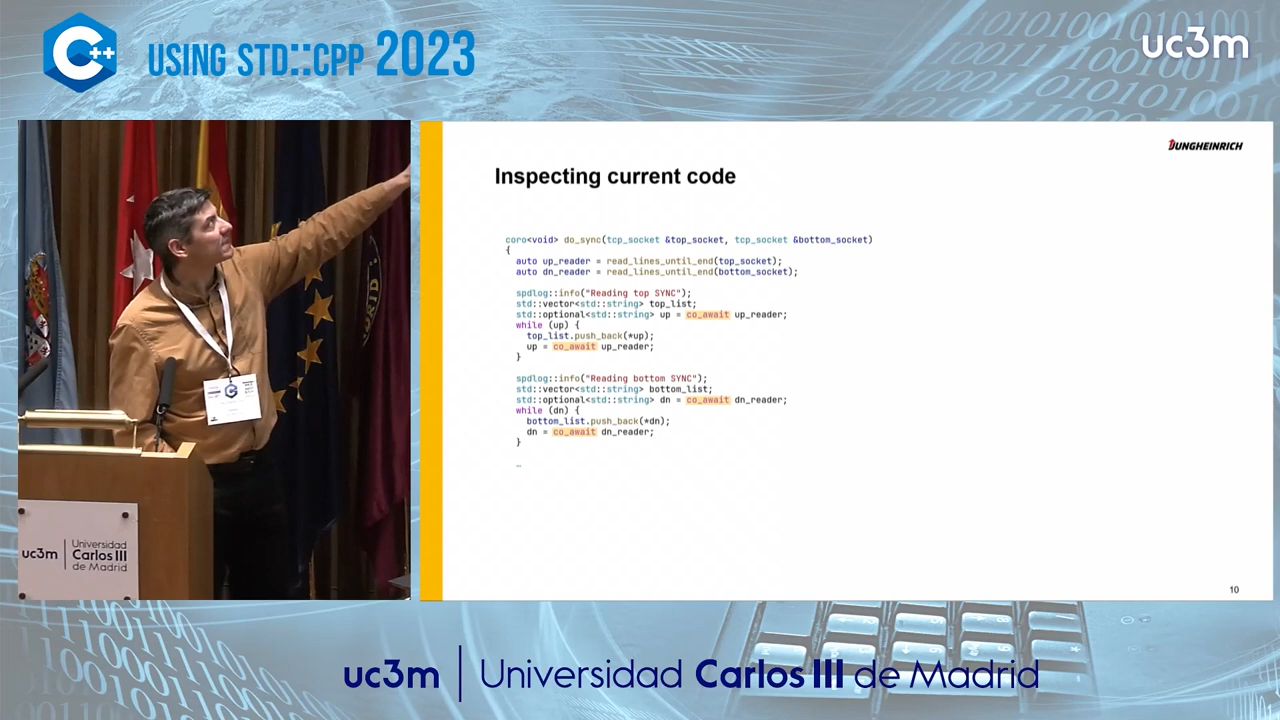 C++
USING STD::CPP 2023
uc3m
JUNGHEINRICH
Inspecting current code
coro<void> do_sync(tcp_socket &top_socket, tcp_socket &bottom_socket)
{
auto up_reader = read_lines_until_end(top_socket);
auto dn_reader = read_lines_until_end(bottom_socket);
spdlog::info("Reading top SYNC");
std::vector<std::string> top_list;
std::optional<std::string> up = co_await up_reader;
while (up) {
top_list.push_back(*up);
up = co_await up_reader;
}
spdlog::info("Reading bottom SYNC");
std::vector<std::string> bottom_list;
std::optional<std::string> dn = co_await dn_reader;
while (dn) {
bottom_list.push_back(*dn);
dn = co_await dn_reader;
}
…
10
uc3m
Universidad
Carlos III
de Madrid
uc3m Universidad Carlos III de Madrid